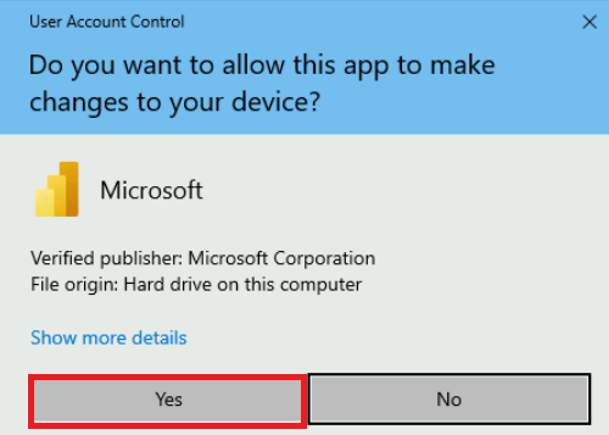 User Account Control
Do you want to allow this app to make
changes to your device?
Microsoft
Verified publisher: Microsoft Corporation
File origin: Hard drive on this computer
Show more details
Yes
No